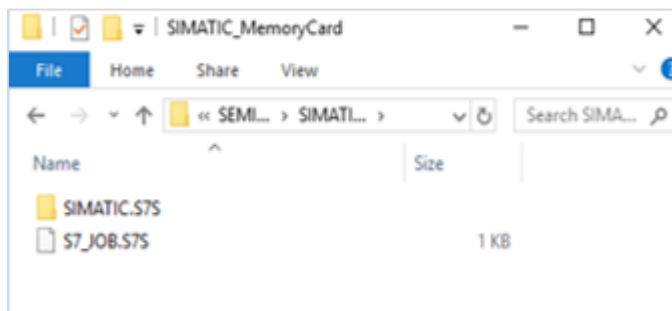 SIMATIC_MemoryCard
File Home Share View
« SEMI... › SIMATI... › Search SIMA...
Name Size
SIMATIC.S7S
S7_JOB.S7S 1 KB